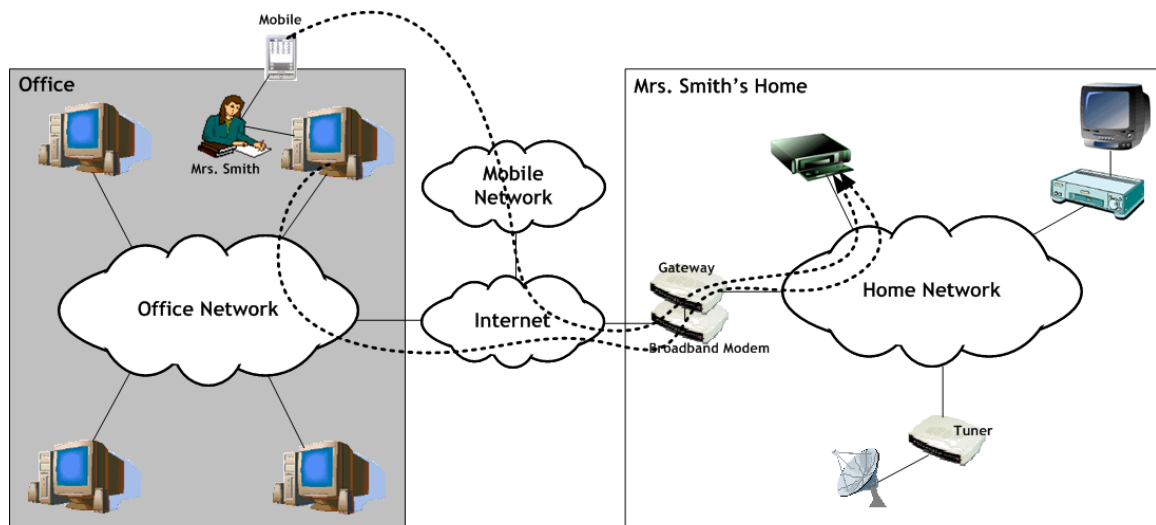 Mobile
Office
Mrs. Smith's Home
Mrs. Smith
Mobile
Network
Gateway
Office Network
Internet
Home Network
Broadband Modem
Tuner